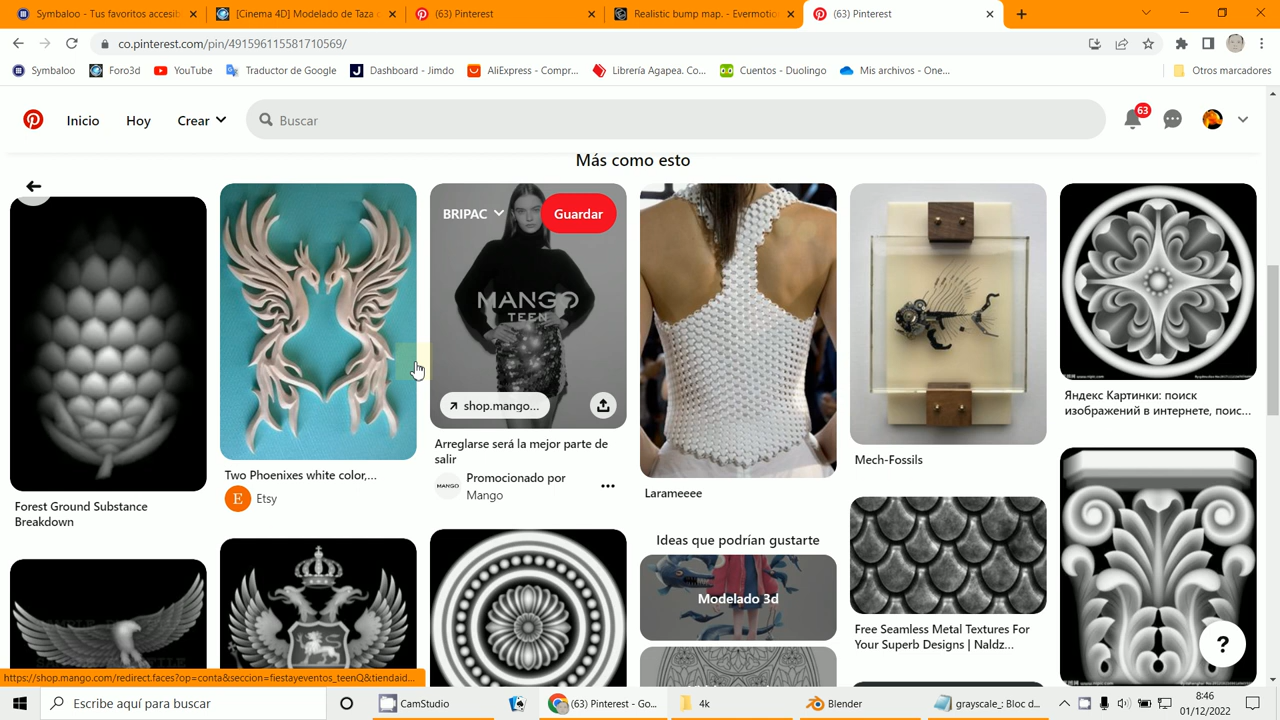 Symbaloo - Tus favoritos accesib
[Cinema 4D] Modelado de Taza
(63) Pinterest
Realistic bump map. - Evermotio
(63) Pinterest
co.pinterest.com/pin/491596115581710569/
Symbaloo
Foro3d
YouTube
Traductor de Google
Dashboard - Jimdo
AliExpress - Compr...
Librería Agapea. Co...
Cuentos - Duolingo
Mis archivos - One...
Otros marcadores
Inicio
Hoy
Crear
Buscar
63
Más como esto
BRIPAC
Guardar
MANGO
TEEN
shop.mango...
Forest Ground Substance
Breakdown
Two Phoenixes white color,...
E
Etsy
Arreglarse será la mejor parte de
salir
MANGO
Promocionado por
Mango
Larameeee
Ideas que podrían gustarte
Modelado 3d
Mech-Fossils
Free Seamless Metal Textures For
Your Superb Designs | Naldz...
Яндекс Картинки: поиск
изображений в интернете, поис...
?
https://shop.mango.com/redirect.faces?op=conta&seccion=fiestayeventos_teenQ&tiendaid...
Escribe aquí para buscar
CamStudio
(63) Pinterest - Go...
4k
Blender
grayscale_: Bloc d...
8:46
01/12/2022